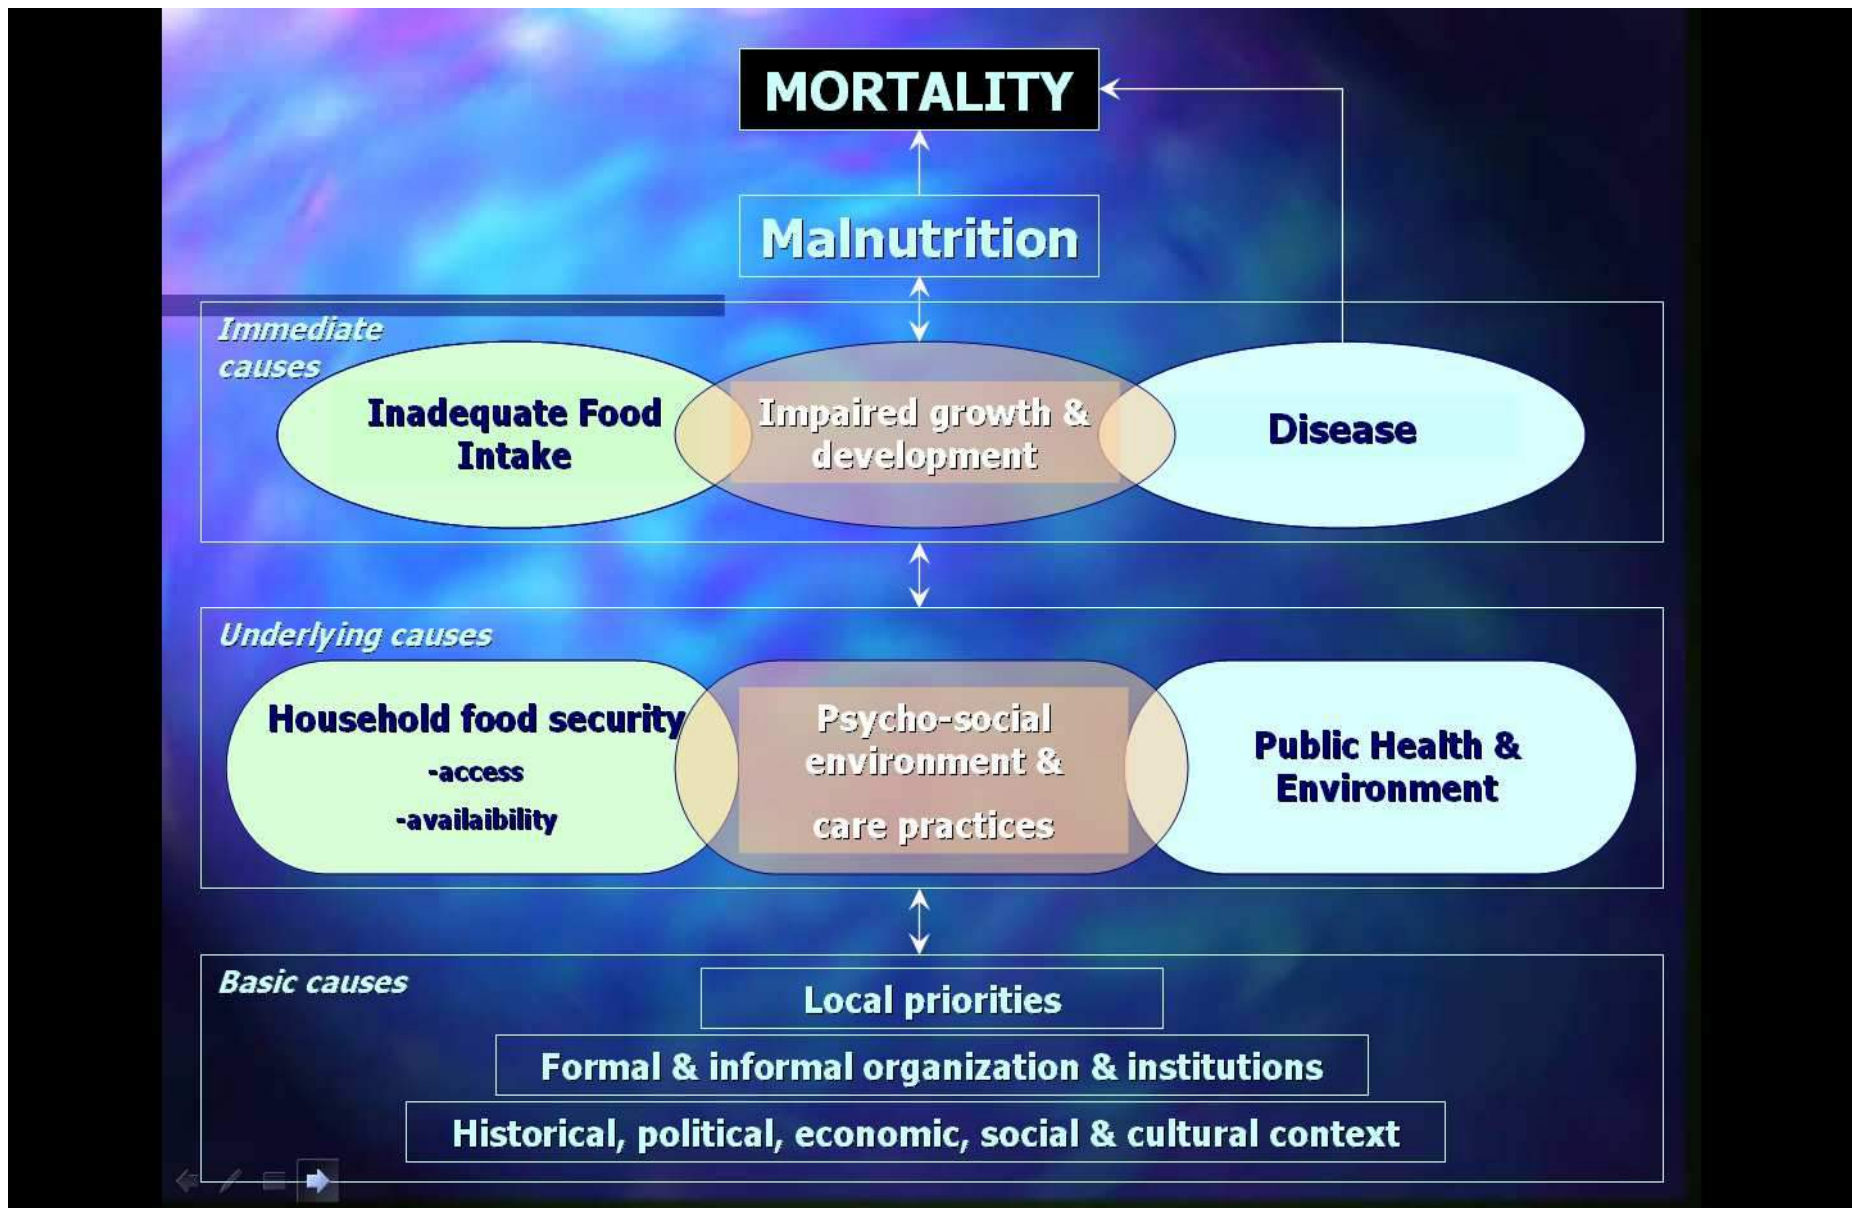 MORTALITY
Malnutrition
Immediate
causes
Inadequate Food
Intake
Impaired growth &
development
Disease
Underlying causes
Household food security
-access
-availaibility
Psycho-social
environment &
care practices
Public Health &
Environment
Basic causes
Local priorities
Formal & informal organization & institutions
Historical, political, economic, social & cultural context